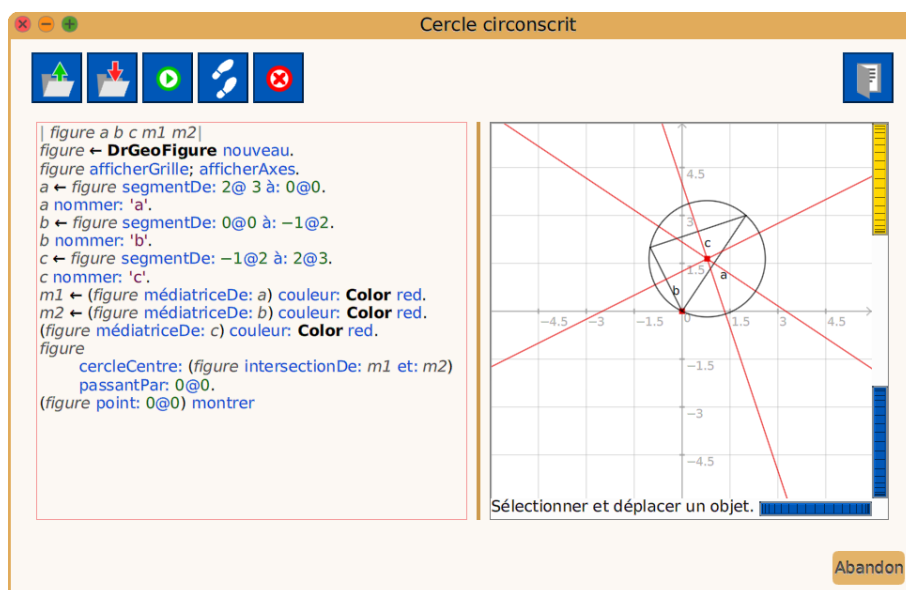 Cercle circonscrit
| figure a b c m1 m2|
figure ← DrGeoFigure nouveau.
figure afficherGrille; afficherAxes.
a ← figure segmentDe: 2@ 3 à: 0@0.
a nommer: 'a'.
b ← figure segmentDe: 0@0 à: −1@2.
b nommer: 'b'.
c ← figure segmentDe: −1@2 à: 2@3.
c nommer: 'c'.
m1 ← (figure médiatriceDe: a) couleur: Color red.
m2 ← (figure médiatriceDe: b) couleur: Color red.
(figure médiatriceDe: c) couleur: Color red.
figure
cercleCentre: (figure intersectionDe: m1 et: m2)
passantPar: 0@0.
(figure point: 0@0) montrer
4.5
3
c
1.5
a
b
−4.5 −3 −1.5 0 1.5 3 4.5
−1.5
−3
−4.5
Sélectionner et déplacer un objet.
Abandon